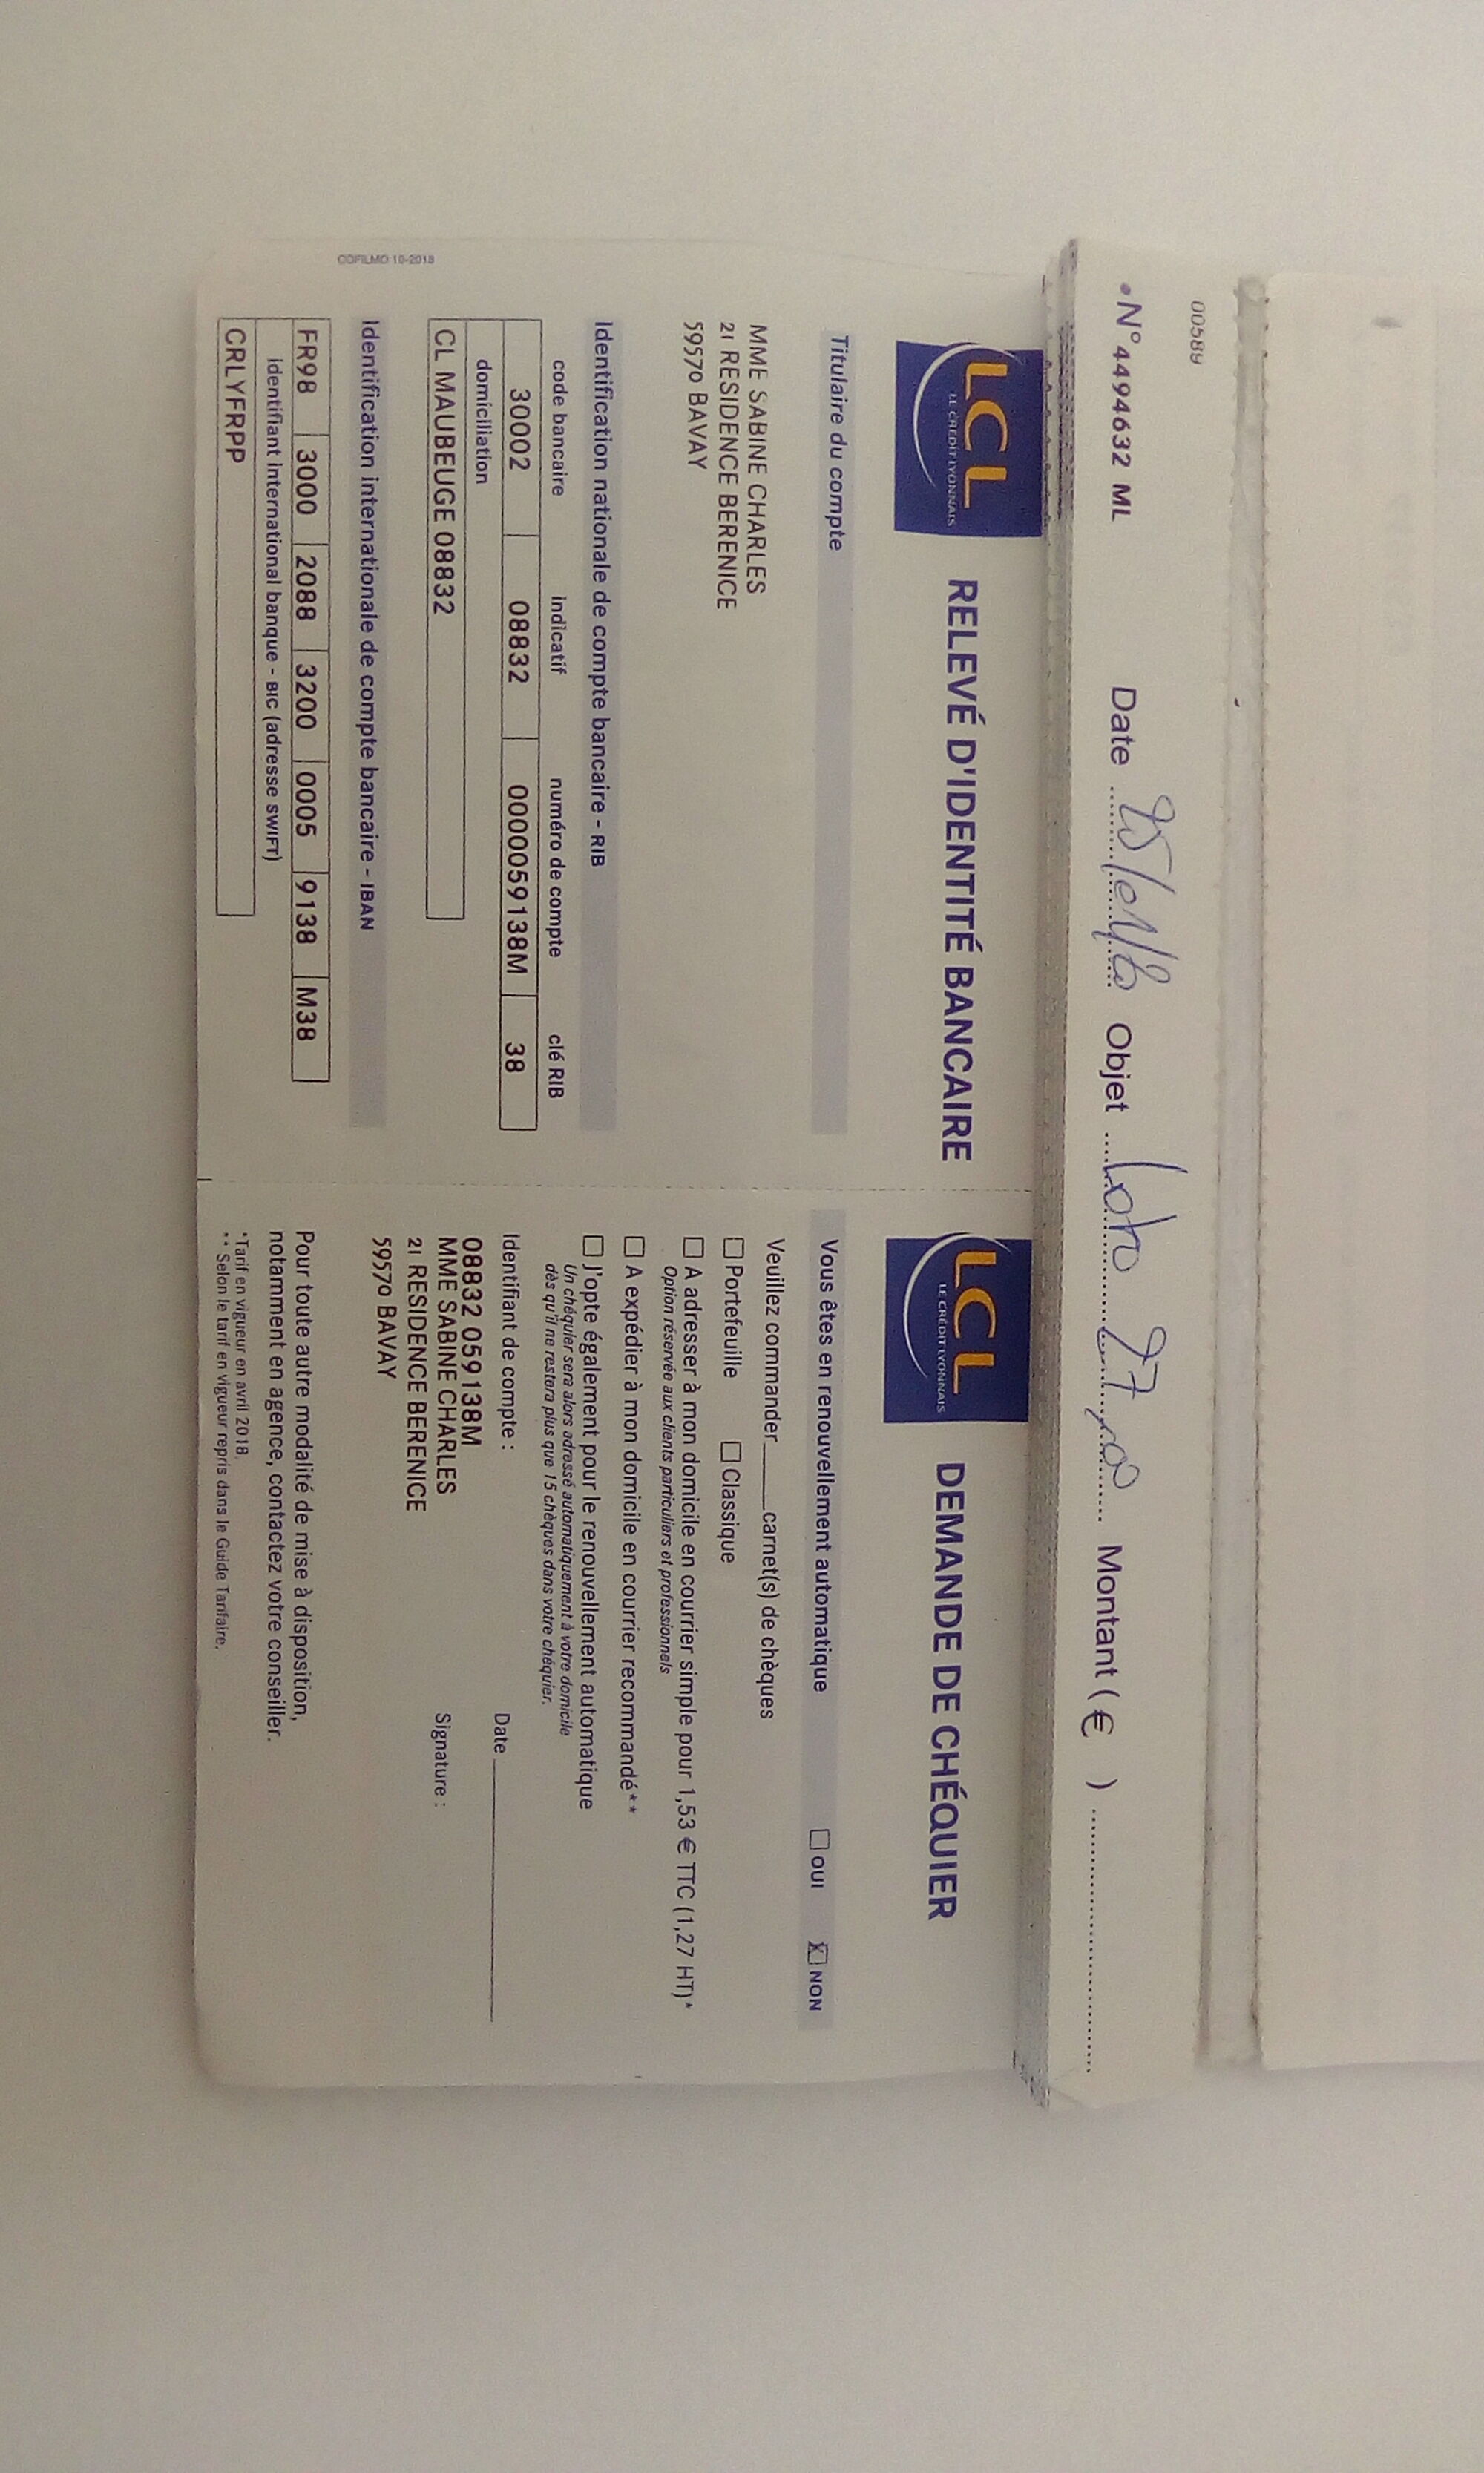 00589
N° 4494632 ML Date Objet Loto Montant (€ )
LCL
LE CRÉDIT LYONNAIS
RELEVÉ D'IDENTITÉ BANCAIRE
Titulaire du compte
MME SABINE CHARLES
21 RESIDENCE BERENICE
59570 BAVAY
Identification nationale de compte bancaire - RIB
code bancaire indicatif numéro de compte clé RIB
30002 08832 0000059138M 38
domiciliation
CL MAUBEUGE 08832
Identification internationale de compte bancaire - IBAN
FR98 3000 2088 3200 0005 9138 M38
identifiant international banque - BIC (adresse SWIFT)
CRLYFRPP
COFILMO 10-2018
LCL
LE CRÉDIT LYONNAIS
DEMANDE DE CHÉQUIER
Vous êtes en renouvellement automatique OUI X NON
Veuillez commander______carnet(s) de chèques
Portefeuille Classique
A adresser à mon domicile en courrier simple pour 1,53 € TTC (1,27 HT)*
Option réservée aux clients particuliers et professionnels
A expédier à mon domicile en courrier recommandé**
J'opte également pour le renouvellement automatique
Un chéquier sera alors adressé automatiquement à votre domicile
dès qu'il ne restera plus que 15 chèques dans votre chéquier.
Identifiant de compte : Date
08832 059138M
MME SABINE CHARLES Signature :
21 RESIDENCE BERENICE
59570 BAVAY
Pour toute autre modalité de mise à disposition,
notamment en agence, contactez votre conseiller.
*Tarif en vigueur en avril 2018.
** Selon le tarif en vigueur repris dans le Guide Tarifaire.